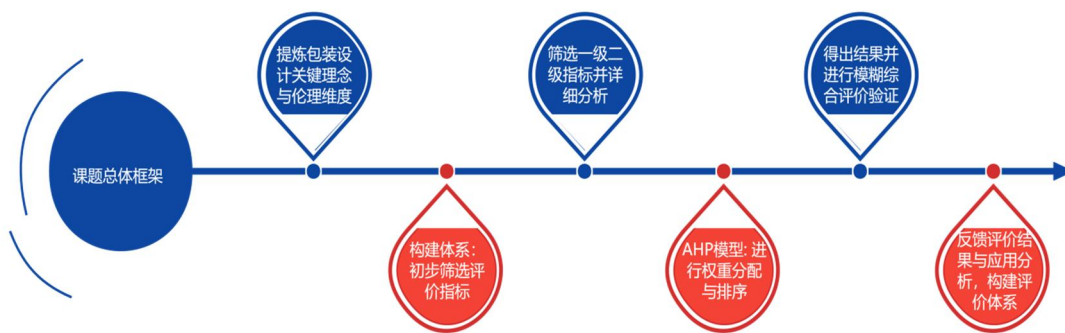 课题总体框架
提炼包装设
计关键理念
与伦理维度
构建体系：
初步筛选评
价指标
筛选一级二
级指标并详
细分析
AHP模型: 进
行权重分配
与排序
得出结果并
进行模糊综
合评价验证
反馈评价结
果与应用分
析，构建评
价体系